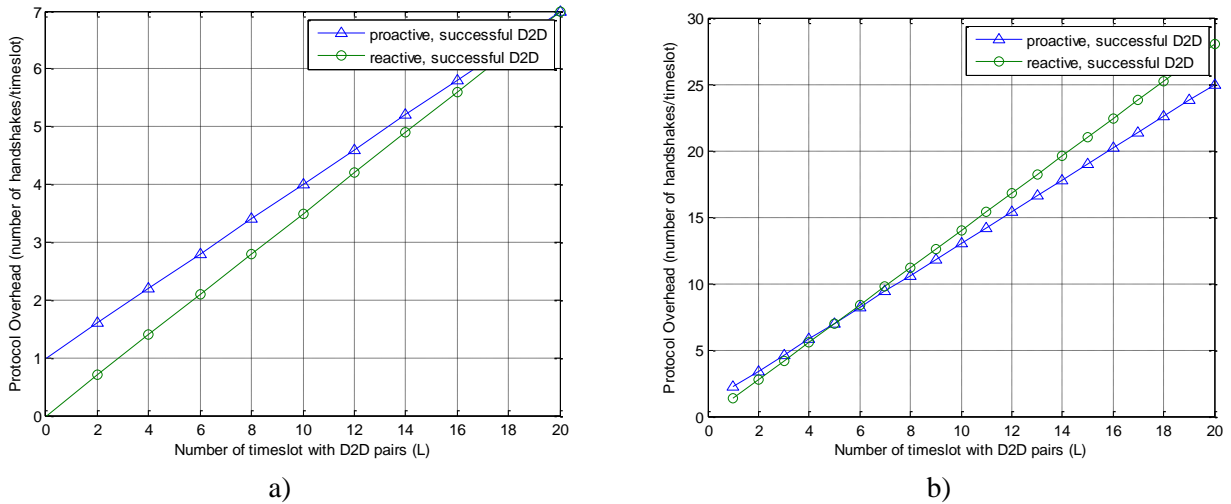 7
6
5
4
3
2
1
0
Protocol Overhead (number of handshakes/timeslot)
proactive, successful D2D
reactive, successful D2D
0 2 4 6 8 10 12 14 16 18 20
Number of timeslot with D2D pairs (L)
a)
30
25
20
15
10
5
0
Protocol Overhead (number of handshakes/timeslot)
proactive, successful D2D
reactive, successful D2D
0 2 4 6 8 10 12 14 16 18 20
Number of timeslot with D2D pairs (L)
b)